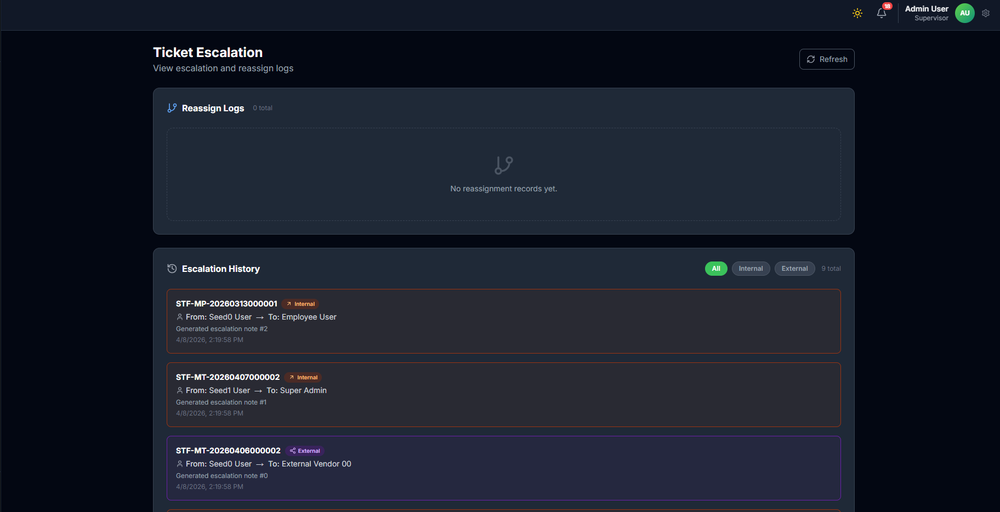 18
Admin User
Supervisor
AU
Ticket Escalation
View escalation and reassign logs
Refresh
Reassign Logs 0 total
No reassignment records yet.
Escalation History
All Internal External 9 total
STF-MP-20260313000001 Internal
From: Seed0 User → To: Employee User
Generated escalation note #2
4/8/2026, 2:19:58 PM
STF-MT-20260407000002 Internal
From: Seed1 User → To: Super Admin
Generated escalation note #1
4/8/2026, 2:19:58 PM
STF-MT-20260406000002 External
From: Seed0 User → To: External Vendor 00
Generated escalation note #0
4/8/2026, 2:19:58 PM